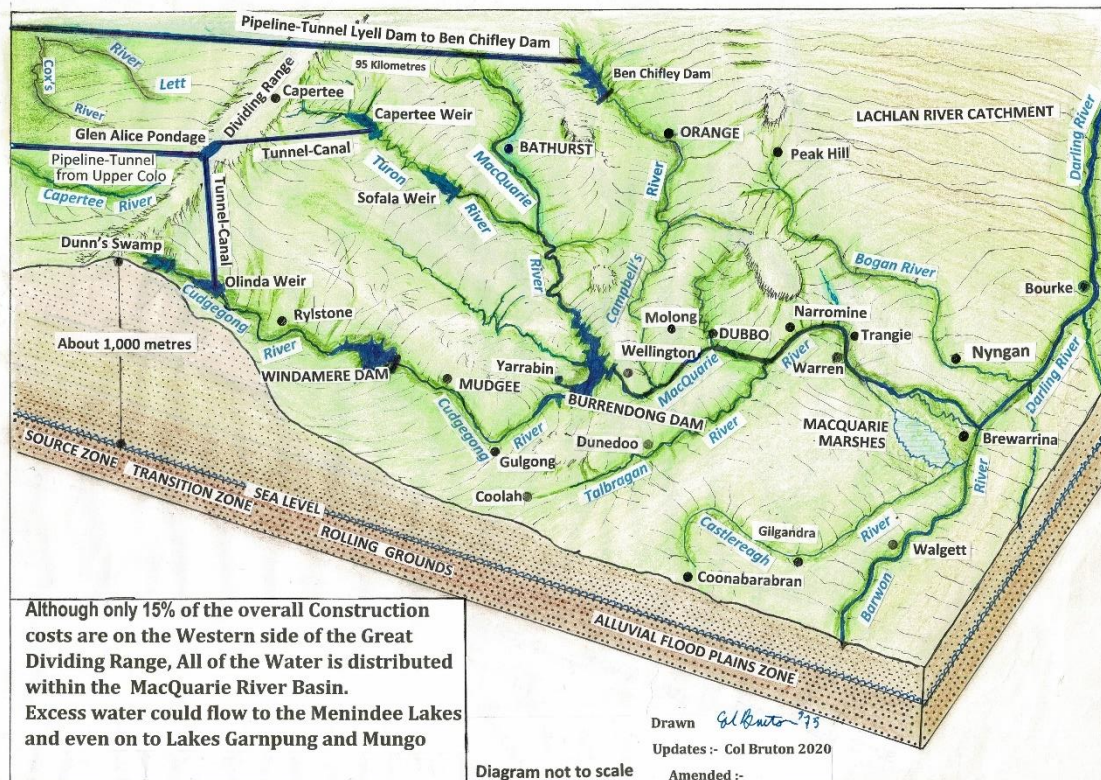 Pipeline-Tunnel Lyell Dam to Ben Chifley Dam
95 Kilometres
Ben Chifley Dam
River
Lett
Cox's
River
Dividing Range
Capertee
Capertee Weir
Glen Alice Pondage
Tunnel-Canal
Pipeline-Tunnel
from Upper Colo
Capertee River
Tunnel-Canal
Dunn's Swamp
Olinda Weir
Turon
River
Sofala Weir
MacQuarie
River
BATHURST
ORANGE
River
Campbell's
Peak Hill
LACHLAN RIVER CATCHMENT
Darling River
Bogan River
Bourke
Darling River
Nyngan
Narromine
Trangie
Molong
DUBBO
Wellington
MacQuarie
River
Warren
Cudgegong
River
Rylstone
About 1,000 metres
WINDAMERE DAM
MUDGEE
Yarrabin
BURRENDONG DAM
Cudgegong
River
Gulgong
Dunedoo
Coolah
Talbragan
River
MACQUARIE
MARSHES
Brewarrina
River
Barwon
Walgett
Castlereagh
River
Gilgandra
Coonabarabran
SOURCE ZONE
TRANSITION ZONE
SEA LEVEL
ROLLING GROUNDS
ALLUVIAL FLOOD PLAINS ZONE
Although only 15% of the overall Construction
costs are on the Western side of the Great
Dividing Range, All of the Water is distributed
within the MacQuarie River Basin.
Excess water could flow to the Menindee Lakes
and even on to Lakes Garnpung and Mungo
Diagram not to scale
Drawn Col Bruton '75
Updates :- Col Bruton 2020
Amended :-